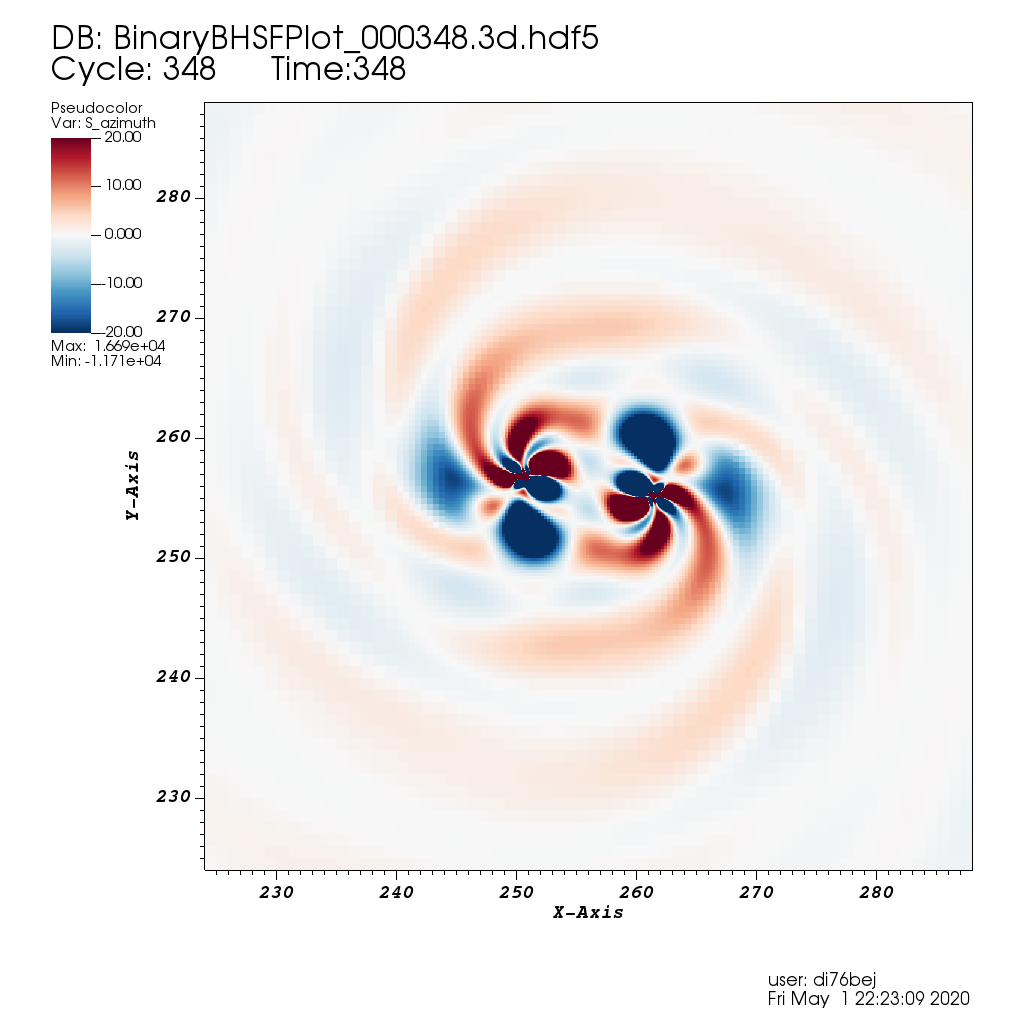 DB: BinaryBHSFPlot_000348.3d.hdf5
Cycle: 348 Time:348
Pseudocolor
Var: S_azimuth
20.00
10.00
0.000
-10.00
-20.00
Max: 1.669e+04
Min: -1.171e+04
280
270
260
250
240
230
Y-Axis
230 240 250 260 270 280
X-Axis
user: di76bej
Fri May 1 22:23:09 2020